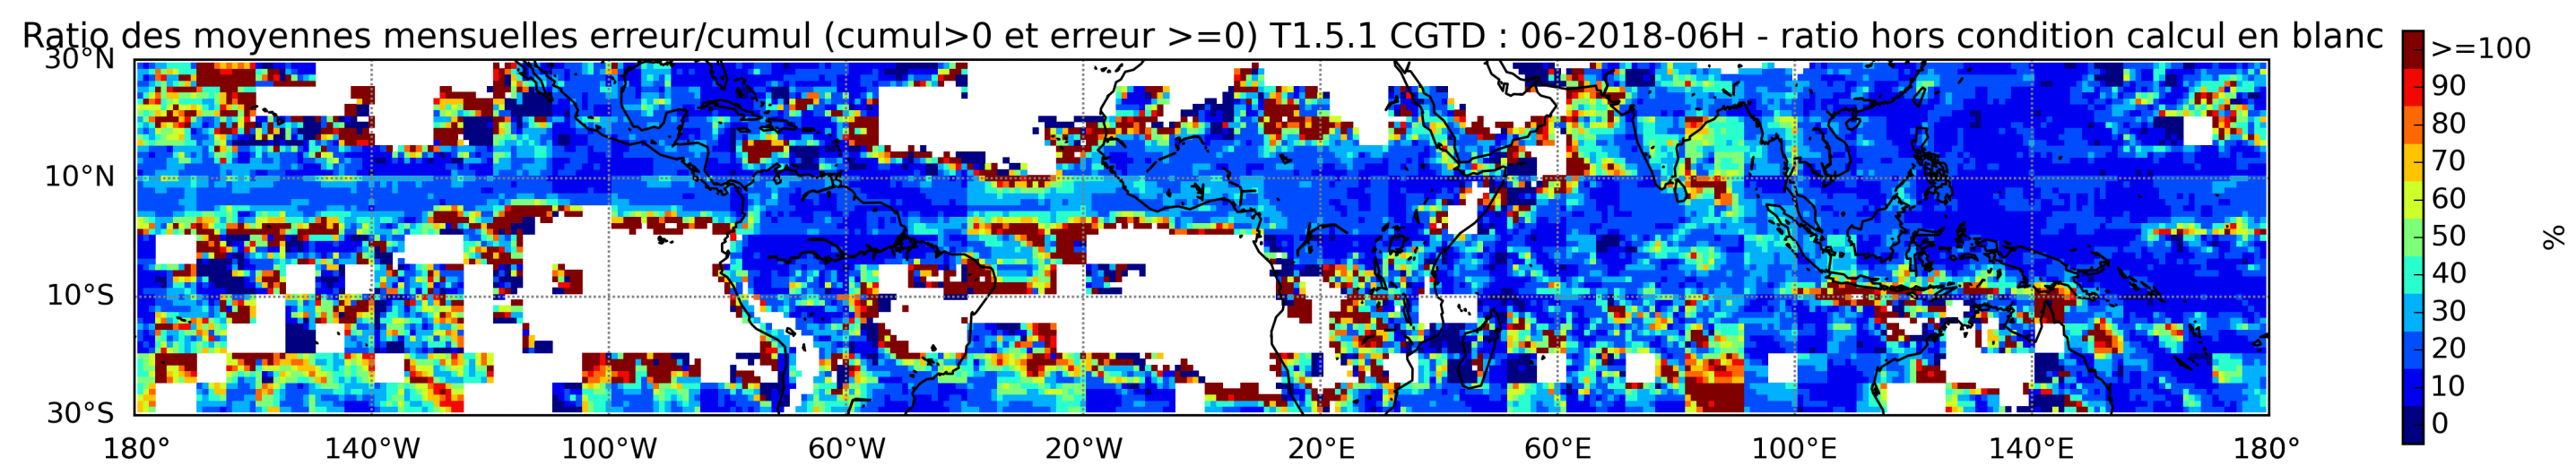 Ratio des moyennes mensuelles erreur/cumul (cumul>0 et erreur >=0) T1.5.1 CGTD : 06-2018-06H - ratio hors condition calcul en blanc
30°N
10°N
10°S
30°S
180°
140°W
100°W
60°W
20°W
20°E
60°E
100°E
140°E
180°
>=100
90
80
70
60
50
40
30
20
10
0
%